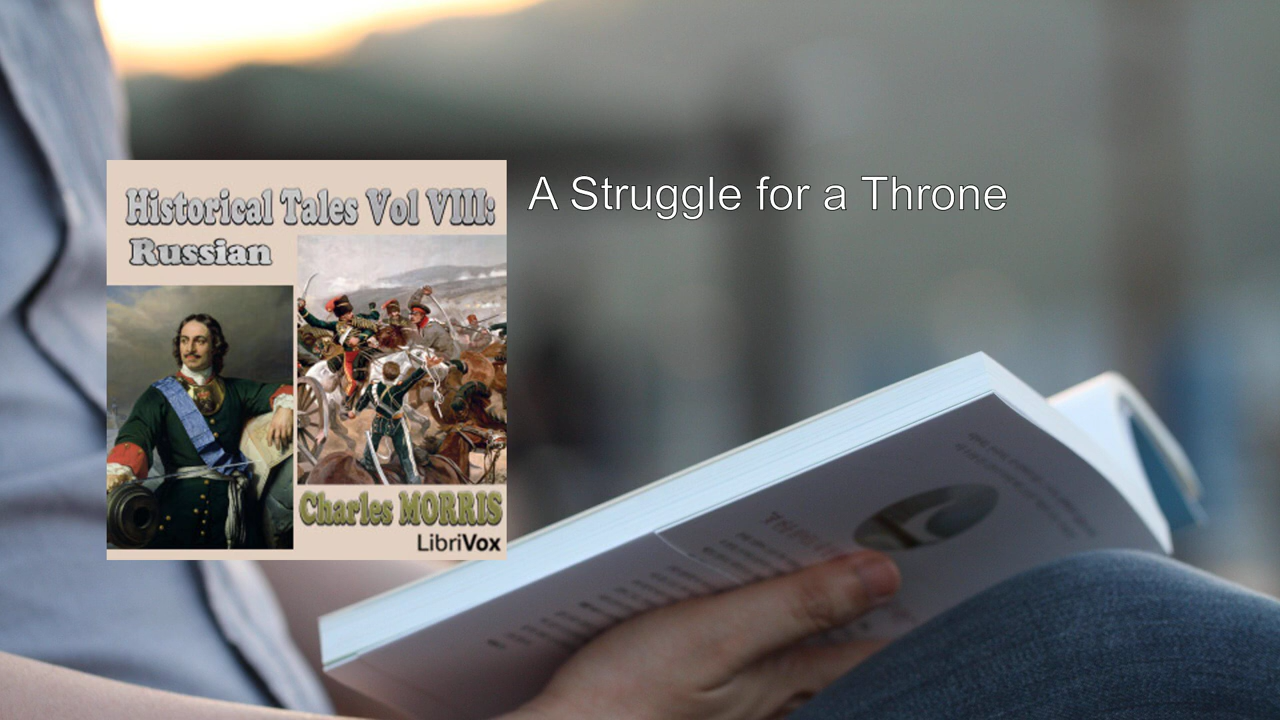 Historical Tales Vol VIII:
Russian
Charles MORRIS
LibriVox
A Struggle for a Throne